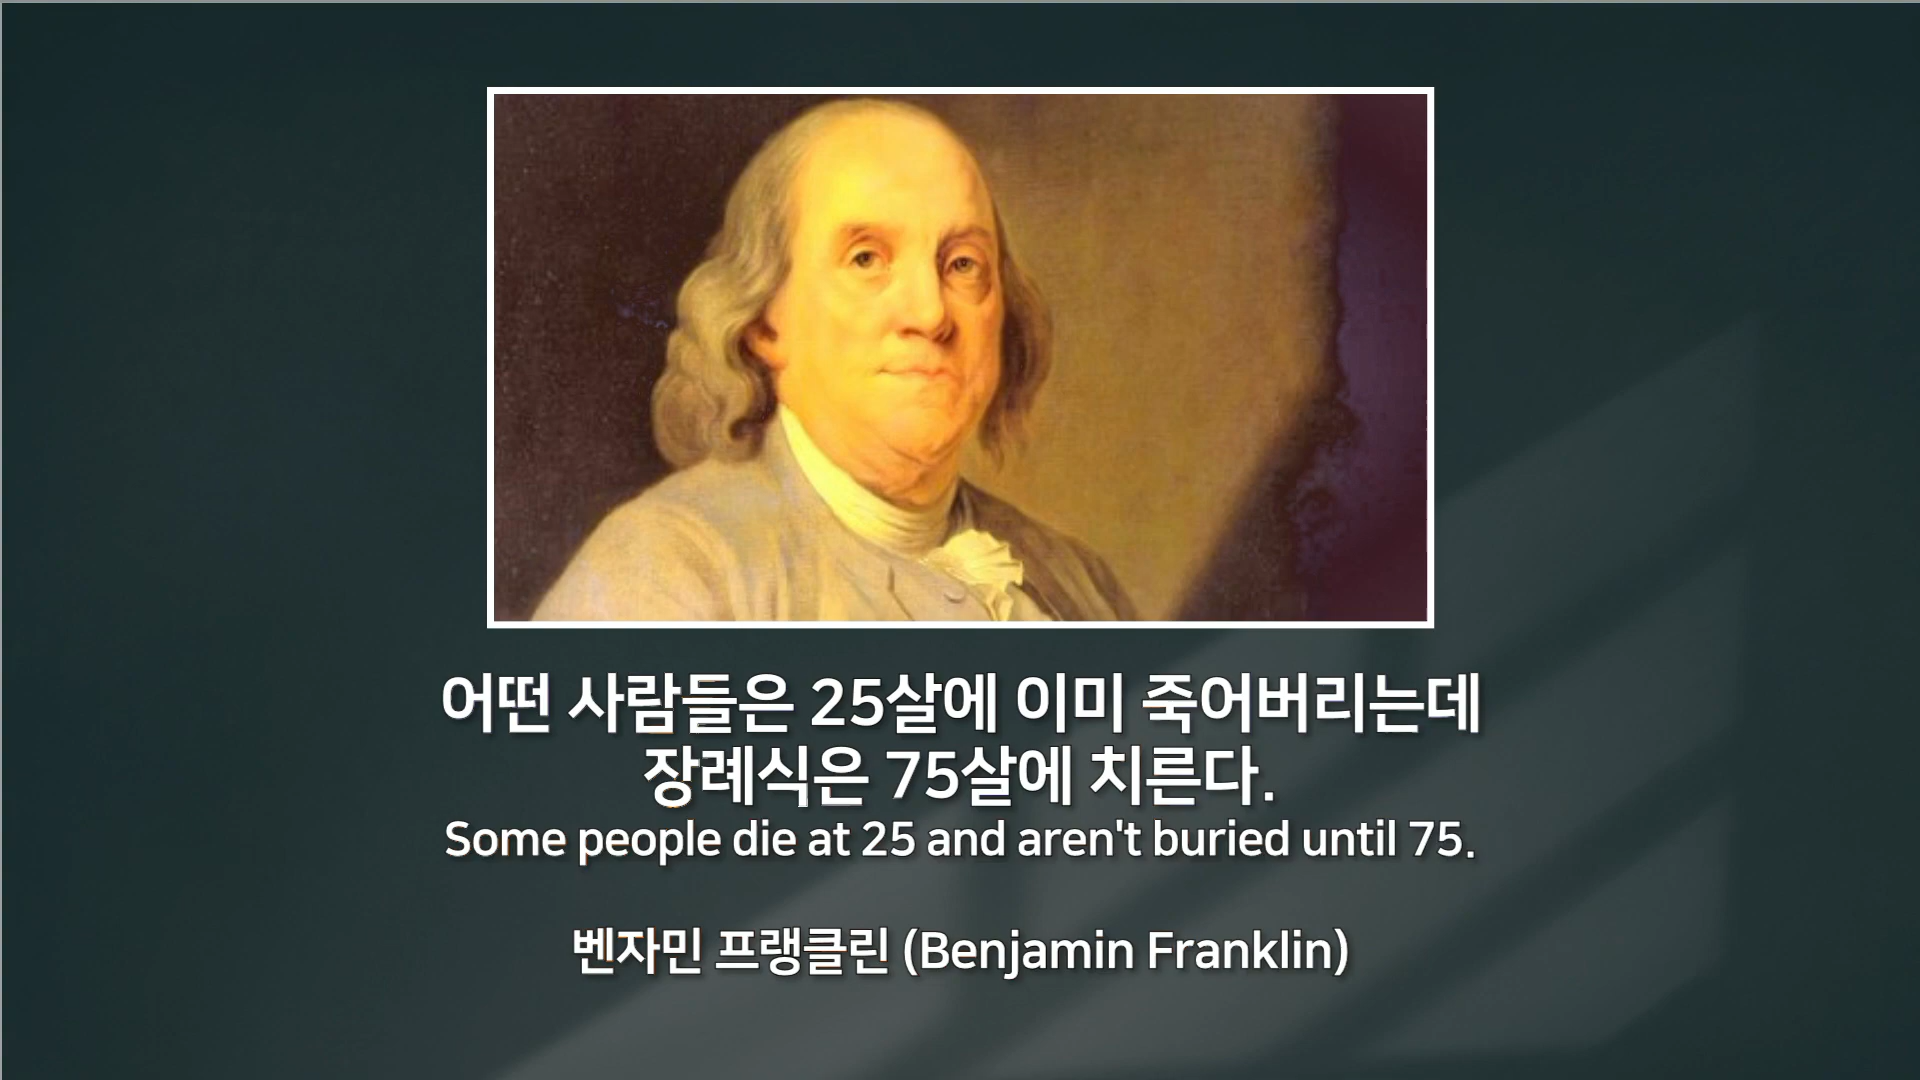 어떤 사람들은 25살에 이미 죽어버리는데
장례식은 75살에 치른다.
Some people die at 25 and aren't buried until 75.
벤자민 프랭클린 (Benjamin Franklin)